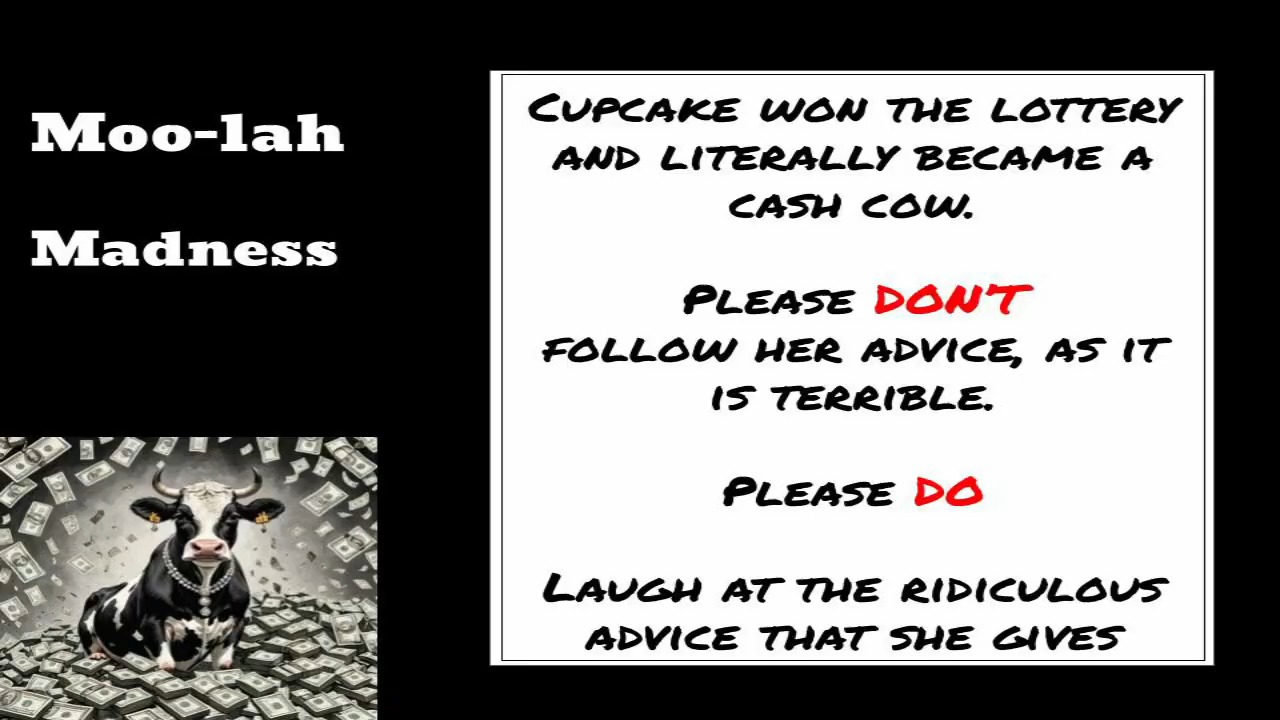 Moo-lah
Madness
CUPCAKE WON THE LOTTERY
AND LITERALLY BECAME A
CASH COW.
PLEASE DON'T
FOLLOW HER ADVICE, AS IT
IS TERRIBLE.
PLEASE DO
LAUGH AT THE RIDICULOUS
ADVICE THAT SHE GIVES